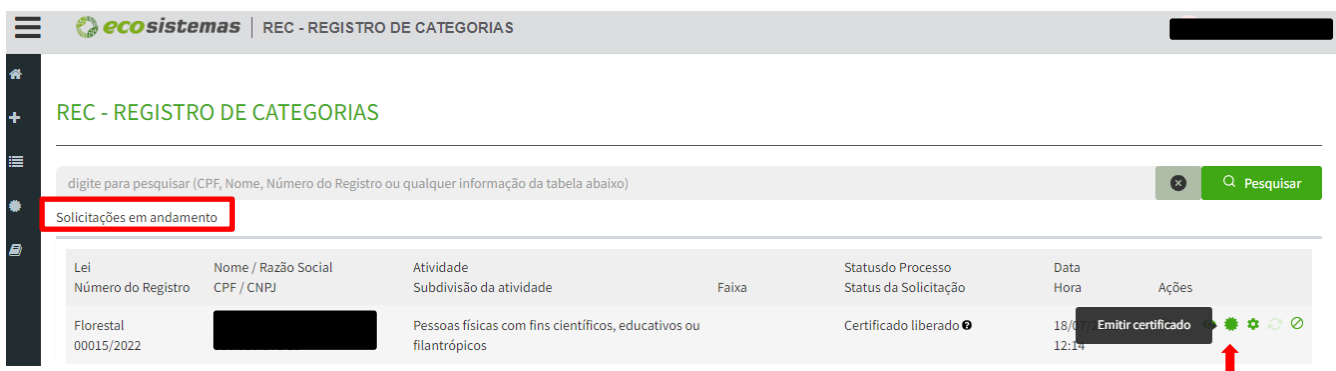 ecosistemas | REC - REGISTRO DE CATEGORIAS
REC - REGISTRO DE CATEGORIAS
digite para pesquisar (CPF, Nome, Número do Registro ou qualquer informação da tabela abaixo)
Pesquisar
Solicitações em andamento
Lei Nome / Razão Social Atividade Statusdo Processo Data
Número do Registro CPF / CNPJ Subdivisão da atividade Faixa Status da Solicitação Hora Ações
Florestal Pessoas físicas com fins científicos, educativos ou Certificado liberado 18/07/ Emitir certificado
00015/2022 filantrópicos 12:14